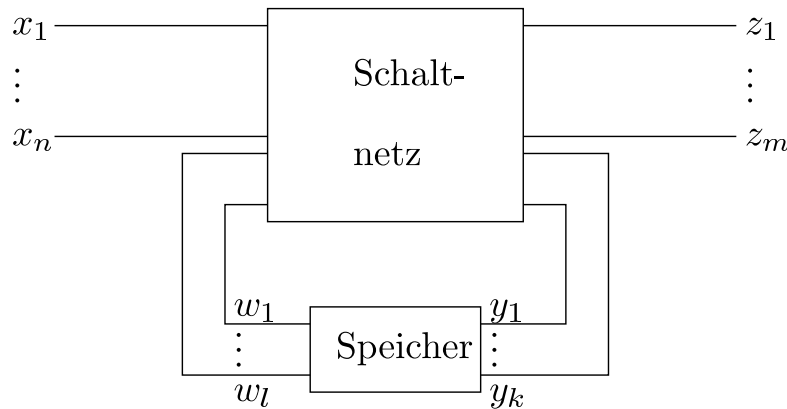 x₁ z₁
Schalt-
⋮ ⋮
xₙ netz zₘ
w₁ y₁
⋮ Speicher ⋮
wₗ yₖ